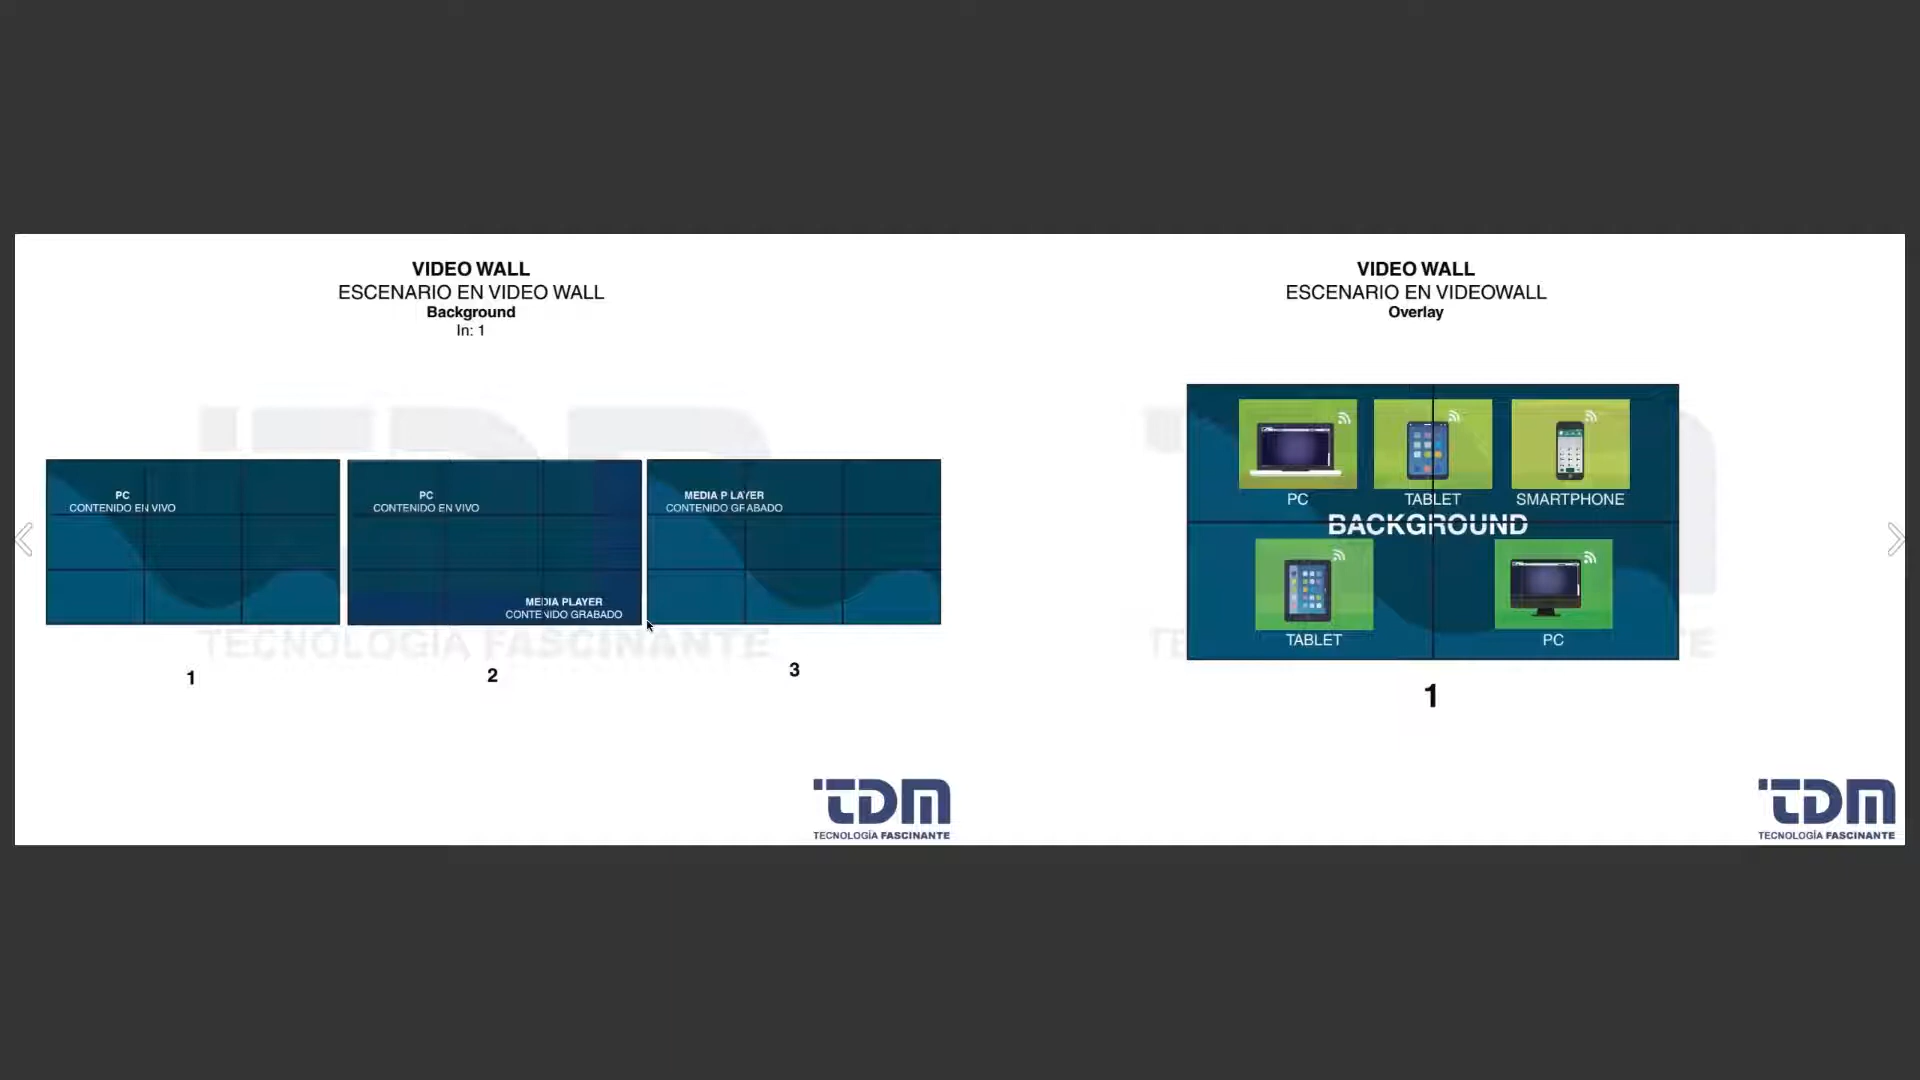 VIDEO WALL
ESCENARIO EN VIDEO WALL
Background
In: 1
PC
CONTENIDO EN VIVO
PC
CONTENIDO EN VIVO
MEDIA PLAYER
CONTENIDO GRABADO
MEDIA PLAYER
CONTENIDO GRABADO
TECNOLOGÍA FASCINANTE
1
2
3
TDM
TECNOLOGÍA FASCINANTE
VIDEO WALL
ESCENARIO EN VIDEOWALL
Overlay
PC
TABLET
SMARTPHONE
BACKGROUND
TABLET
PC
1
TDM
TECNOLOGÍA FASCINANTE